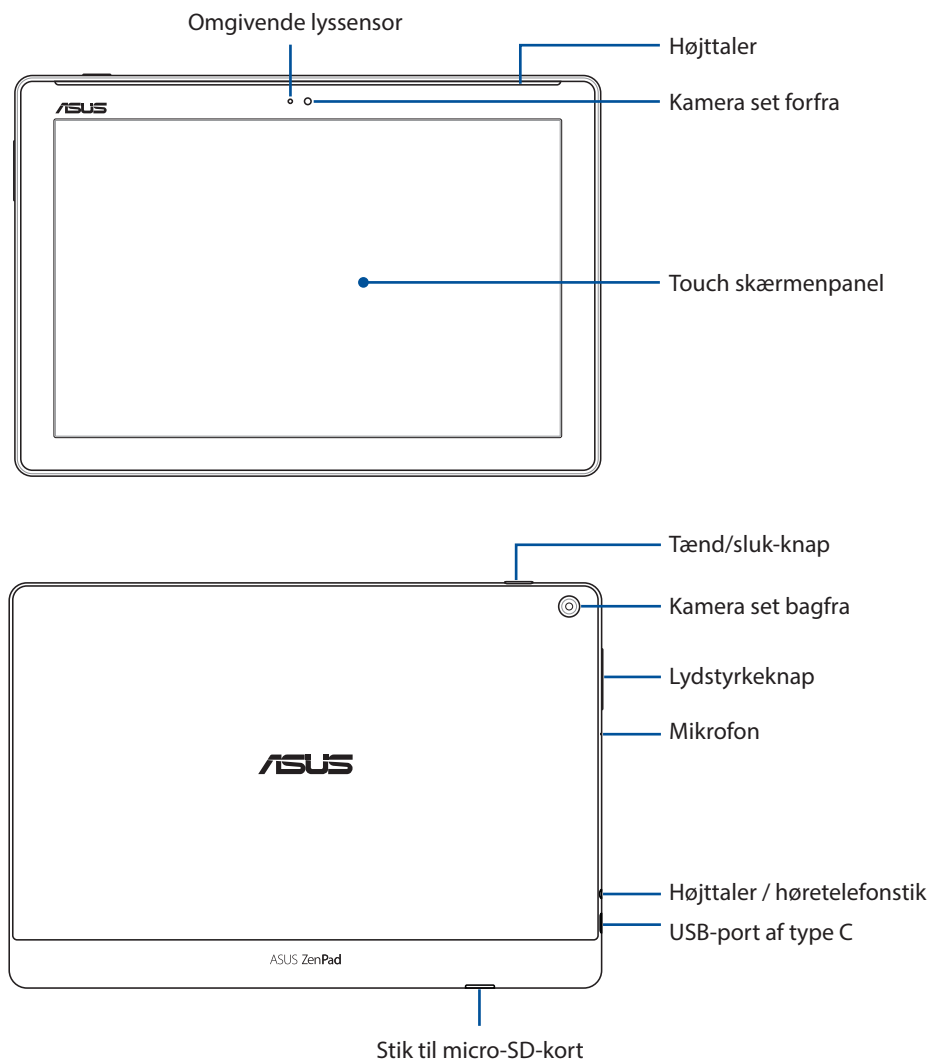 Omgivende lyssensor
Højttaler
Kamera set forfra
ASUS
Touch skærmenpanel
Tænd/sluk-knap
Kamera set bagfra
Lydstyrkeknap
Mikrofon
ASUS
Højttaler / høretelefonstik
USB-port af type C
ASUS ZenPad
Stik til micro-SD-kort